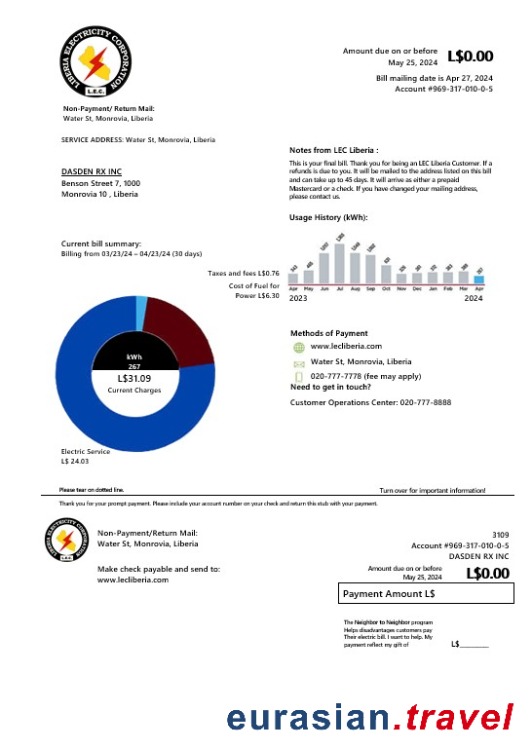 LIBERIA ELECTRICITY CORPORATION
L.E.C.
Amount due on or before
May 25, 2024
L$0.00
Bill mailing date is Apr 27, 2024
Account #969-317-010-0-5
Non-Payment/ Return Mail:
Water St, Monrovia, Liberia
SERVICE ADDRESS: Water St, Monrovia, Liberia
DASDEN RX INC
Benson Street 7, 1000
Monrovia 10 , Liberia
Notes from LEC Liberia :
This is your final bill. Thank you for being an LEC Liberia Customer. If a
refunds is due to you. It will be mailed to the address listed on this bill
and can take up to 45 days. It will arrive as either a prepaid
Mastercard or a check. If you have changed your mailing address,
please contact us.
Usage History (kWh):
Apr May Jun Jul Aug Sep Oct Nov Dec Jan Feb Mar Apr
2023 2024
Current bill summary:
Billing from 03/23/24 – 04/23/24 (30 days)
Taxes and fees L$0.76
Cost of Fuel for
Power L$6.30
kWh
267
L$31.09
Current Charges
Electric Service
L$ 24.03
Methods of Payment
www.lecliberia.com
Water St, Monrovia, Liberia
020-777-7778 (fee may apply)
Need to get in touch?
Customer Operations Center: 020-777-8888
Please tear on dotted line.
Turn over for important information!
Thank you for your prompt payment. Please include your account number on your check and return this stub with your payment.
Non-Payment/Return Mail:
Water St, Monrovia, Liberia
Make check payable and send to:
www.lecliberia.com
3109
Account #969-317-010-0-5
DASDEN RX INC
Amount due on or before
May 25, 2024
L$0.00
Payment Amount L$
The Neighbor to Neighbor program
Helps disadvantages customers pay
Their electric bill. I want to help. My
payment reflect my gift of
L$________
eurasian.travel